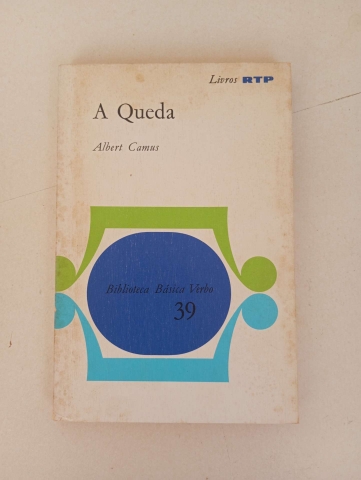 Livros RTP
A Queda
Albert Camus
Biblioteca Básica Verbo
39